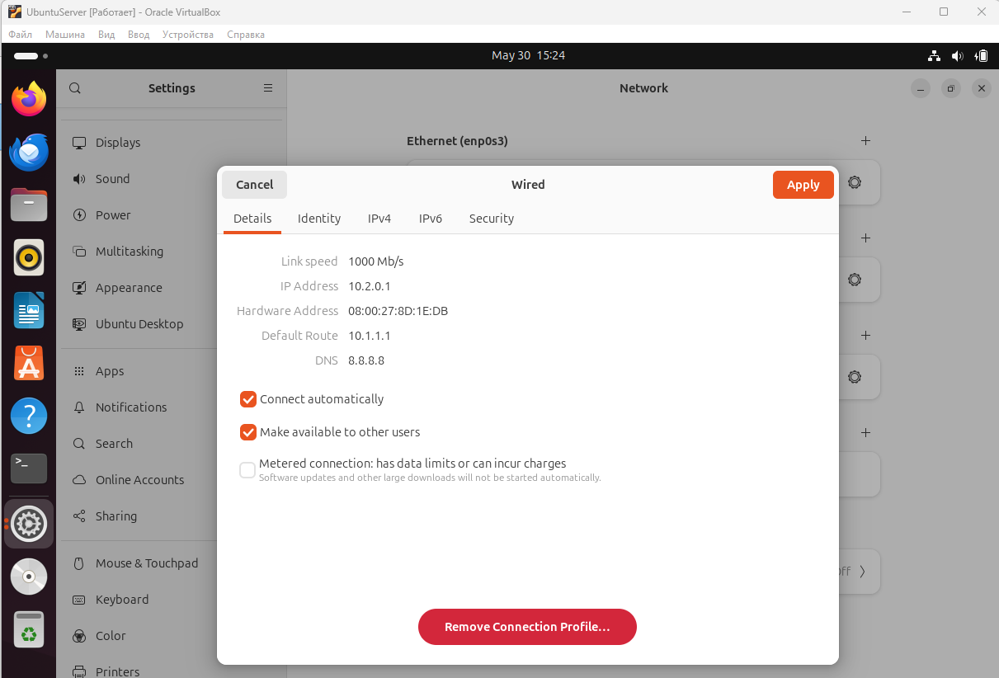 UbuntuServer [Работает] - Oracle VirtualBox
Файл Машина Вид Ввод Устройства Справка
May 30 15:24
Settings
Network
Displays
Sound
Power
Multitasking
Appearance
Ubuntu Desktop
Apps
Notifications
Search
Online Accounts
Sharing
Mouse & Touchpad
Keyboard
Color
Printers
Ethernet (enp0s3)
Cancel
Wired
Apply
Details Identity IPv4 IPv6 Security
Link speed 1000 Mb/s
IP Address 10.2.0.1
Hardware Address 08:00:27:8D:1E:DB
Default Route 10.1.1.1
DNS 8.8.8.8
Connect automatically
Make available to other users
Metered connection: has data limits or can incur charges
Software updates and other large downloads will not be started automatically.
Remove Connection Profile…